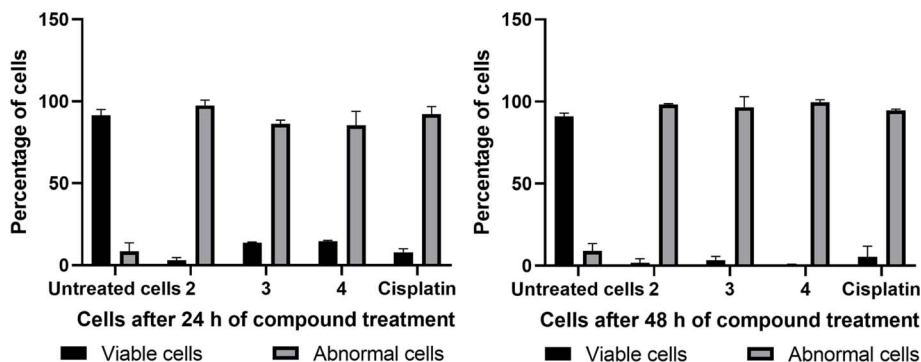 150
100
50
0
Percentage of cells
Untreated cells 2 3 4 Cisplatin
Cells after 24 h of compound treatment
Viable cells Abnormal cells
150
100
50
0
Percentage of cells
Untreated cells 2 3 4 Cisplatin
Cells after 48 h of compound treatment
Viable cells Abnormal cells